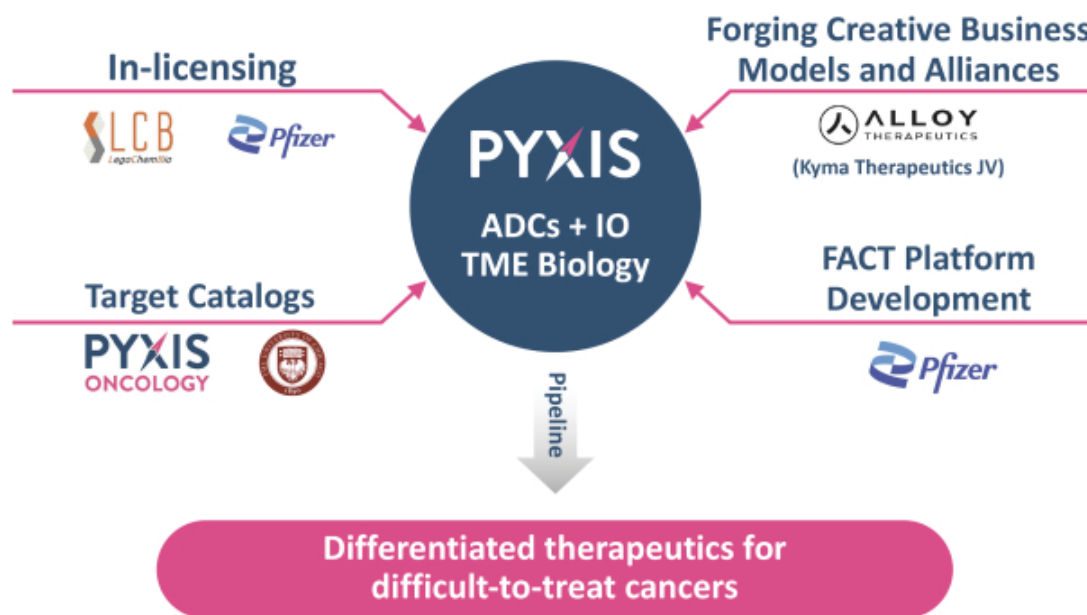 In-licensing
LCB
LegoChemBio
Pfizer
Forging Creative Business
Models and Alliances
ALLOY
THERAPEUTICS
(Kyma Therapeutics JV)
PYXIS
ADCs + IO
TME Biology
Target Catalogs
PYXIS
ONCOLOGY
FACT Platform
Development
Pfizer
Pipeline
Differentiated therapeutics for
difficult-to-treat cancers